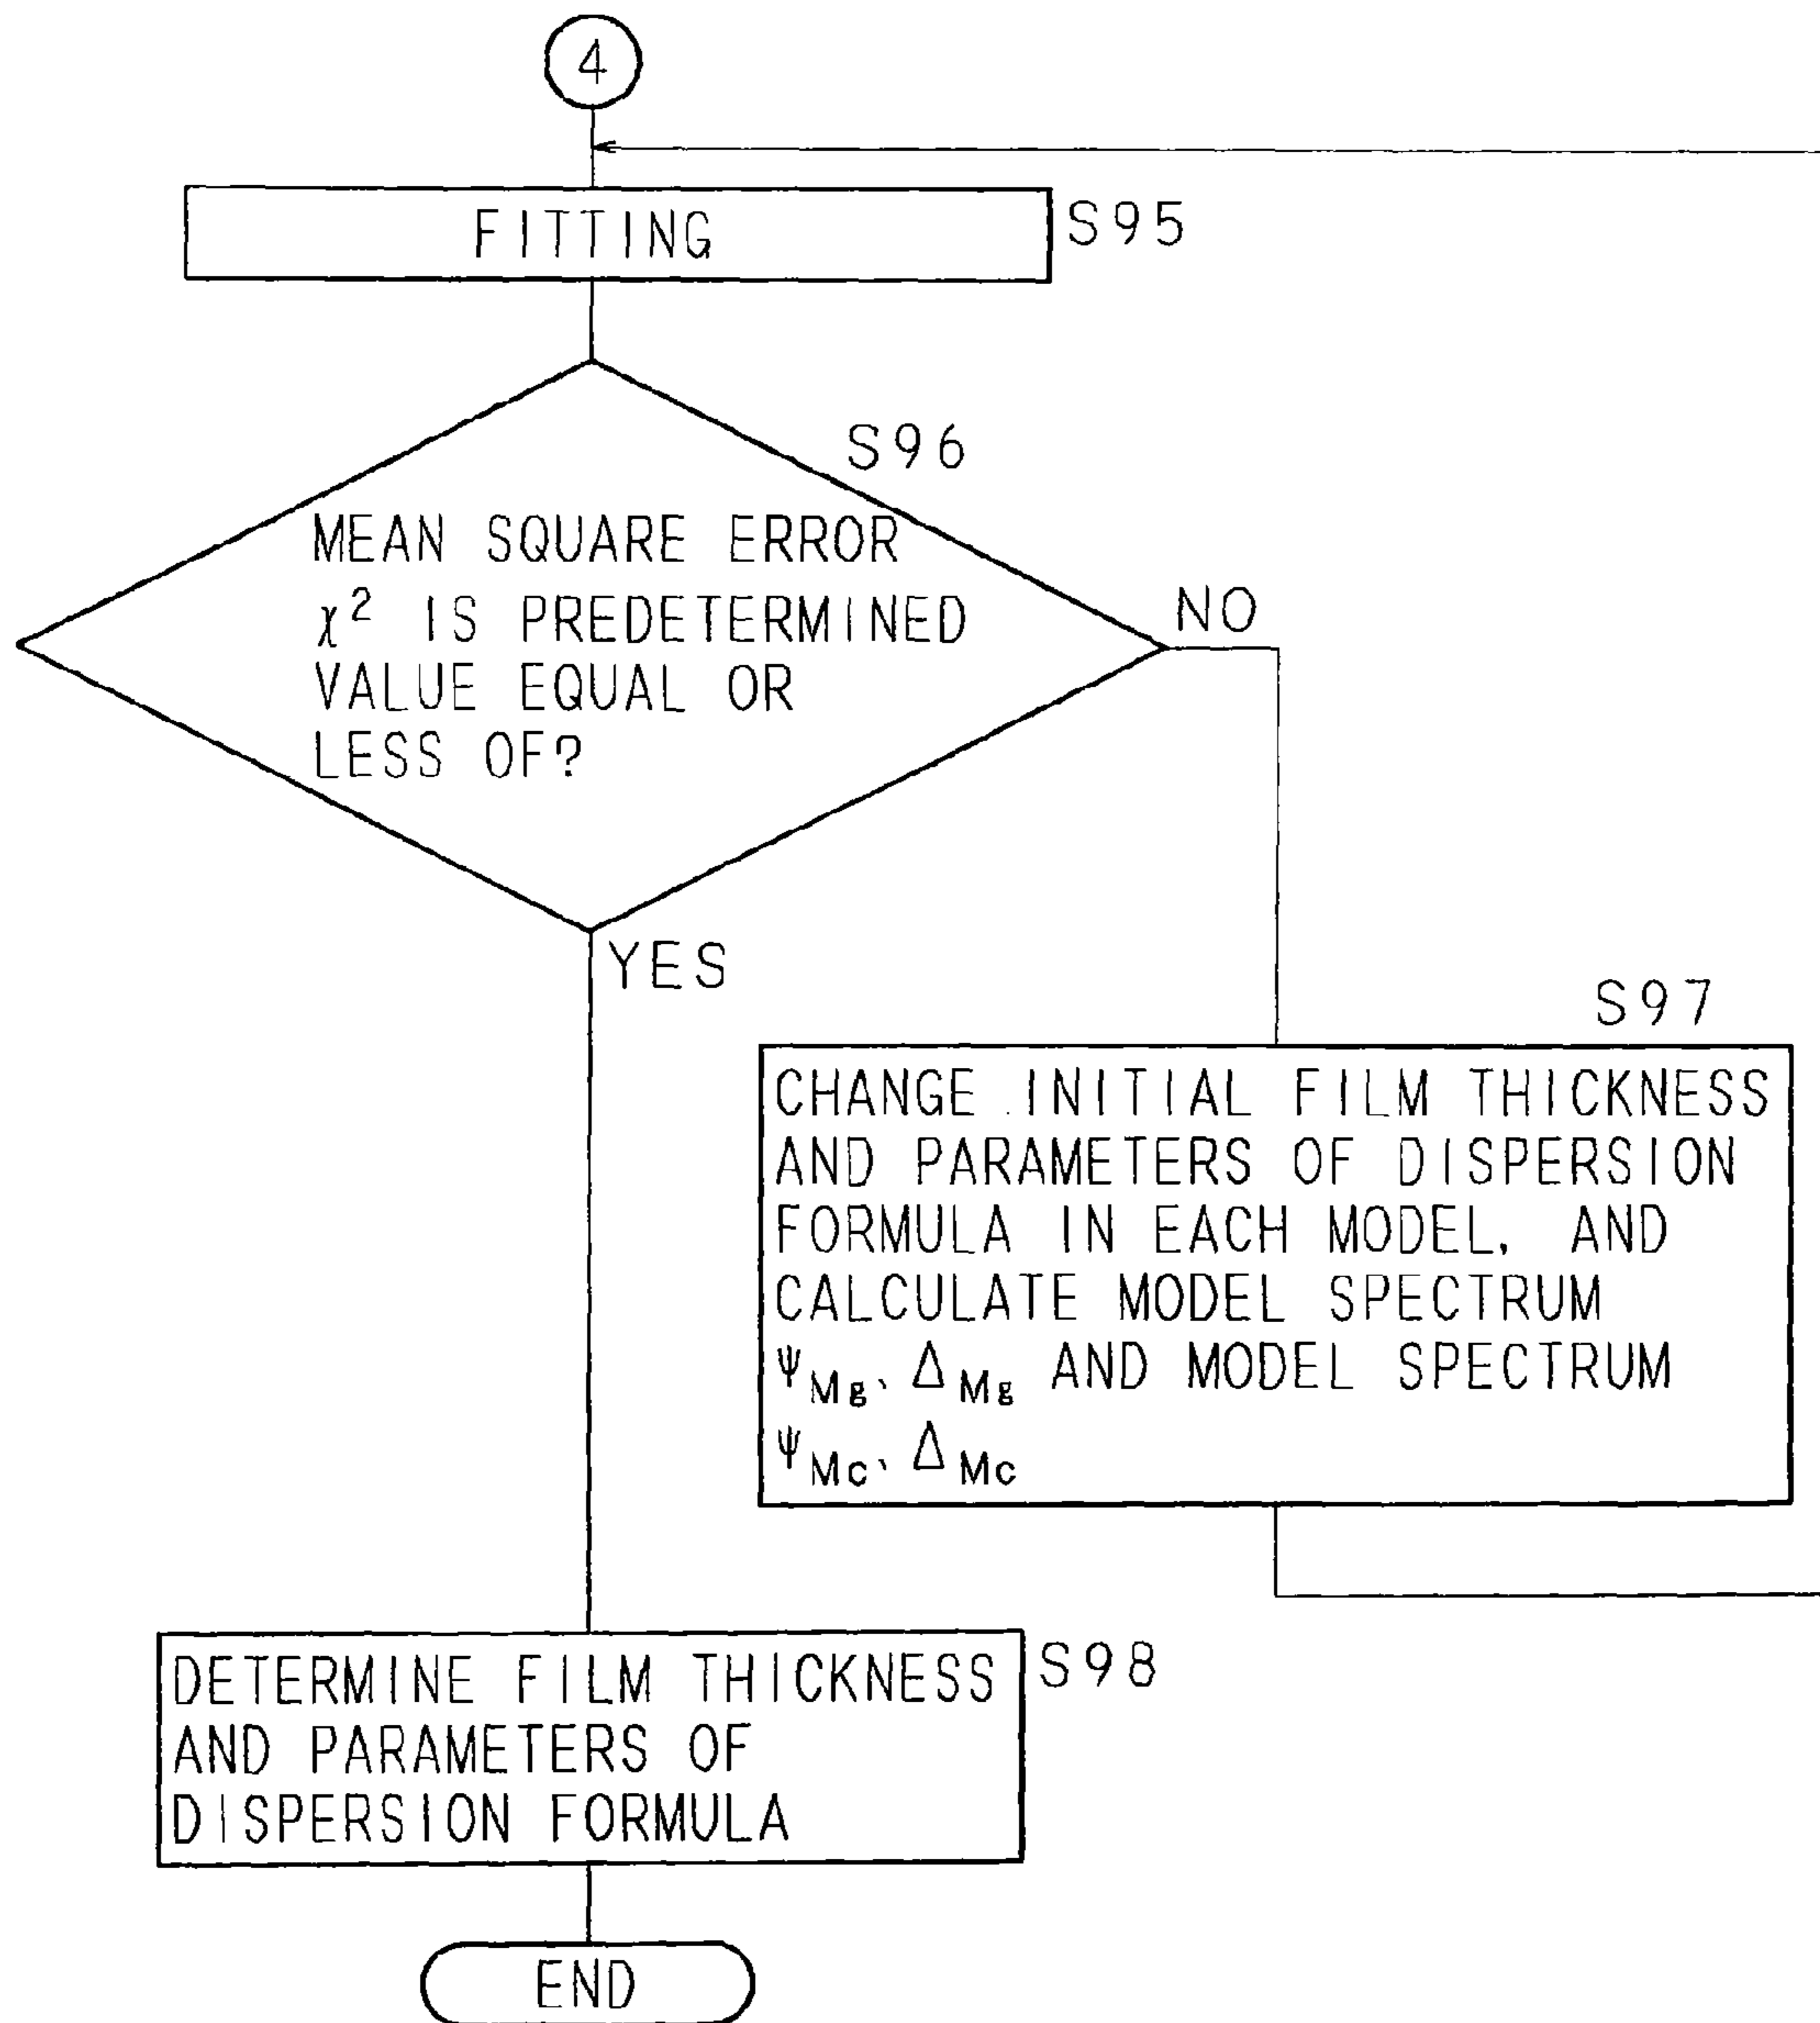 4
FITTING
S95
S96
MEAN SQUARE ERROR
χ² IS PREDETERMINED
VALUE EQUAL OR
LESS OF?
NO
YES
S97
CHANGE INITIAL FILM THICKNESS
AND PARAMETERS OF DISPERSION
FORMULA IN EACH MODEL, AND
CALCULATE MODEL SPECTRUM
ΨMg、ΔMg AND MODEL SPECTRUM
ΨMc、ΔMc
DETERMINE FILM THICKNESS
AND PARAMETERS OF
DISPERSION FORMULA
S98
END